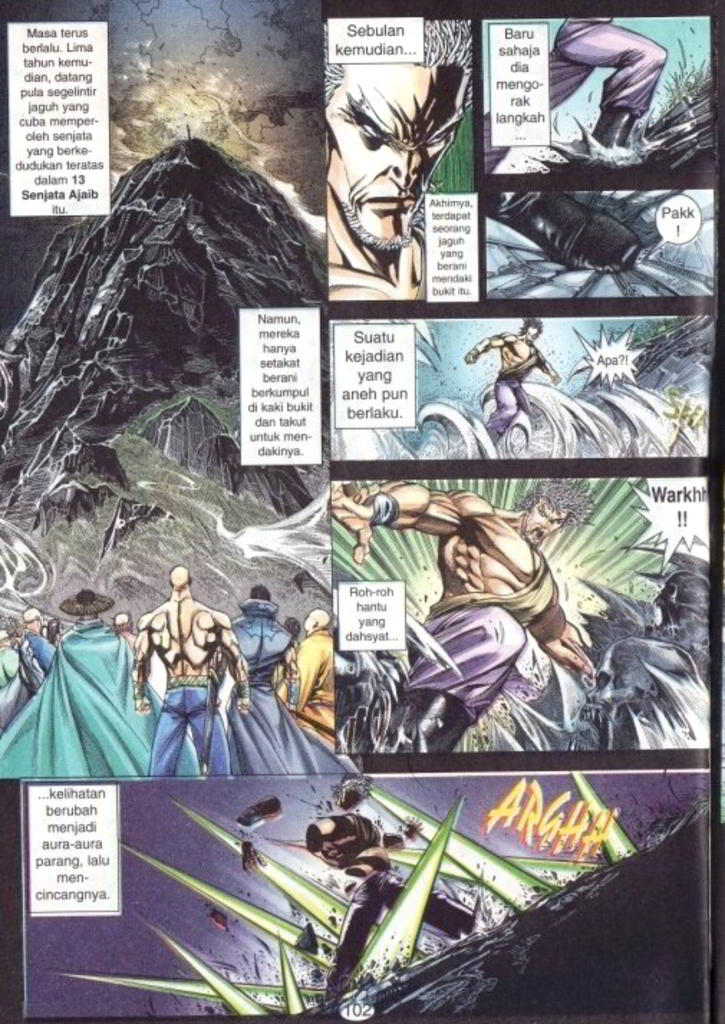 Masa terus
berlalu. Lima
tahun kemu-
dian, datang
pula segelintir
jaguh yang
cuba memper-
oleh senjata
yang berke-
dudukan teratas
dalam 13
Senjata Ajaib
itu.
Namun,
mereka
hanya
setakat
berani
berkumpul
di kaki bukit
dan takut
untuk men-
dakinya.
Sebulan
kemudian...
Akhirnya,
terdapat
seorang
jaguh
yang
berani
mendaki
bukit itu.
Baru
sahaja
dia
mengo-
rak
langkah
...
Pakk
!
Suatu
kejadian
yang
aneh pun
berlaku.
Apa?!
Warkhh
!!
Roh-roh
hantu
yang
dahsyat...
...kelihatan
berubah
menjadi
aura-aura
parang, lalu
men-
cincangnya.
ARGHH
102